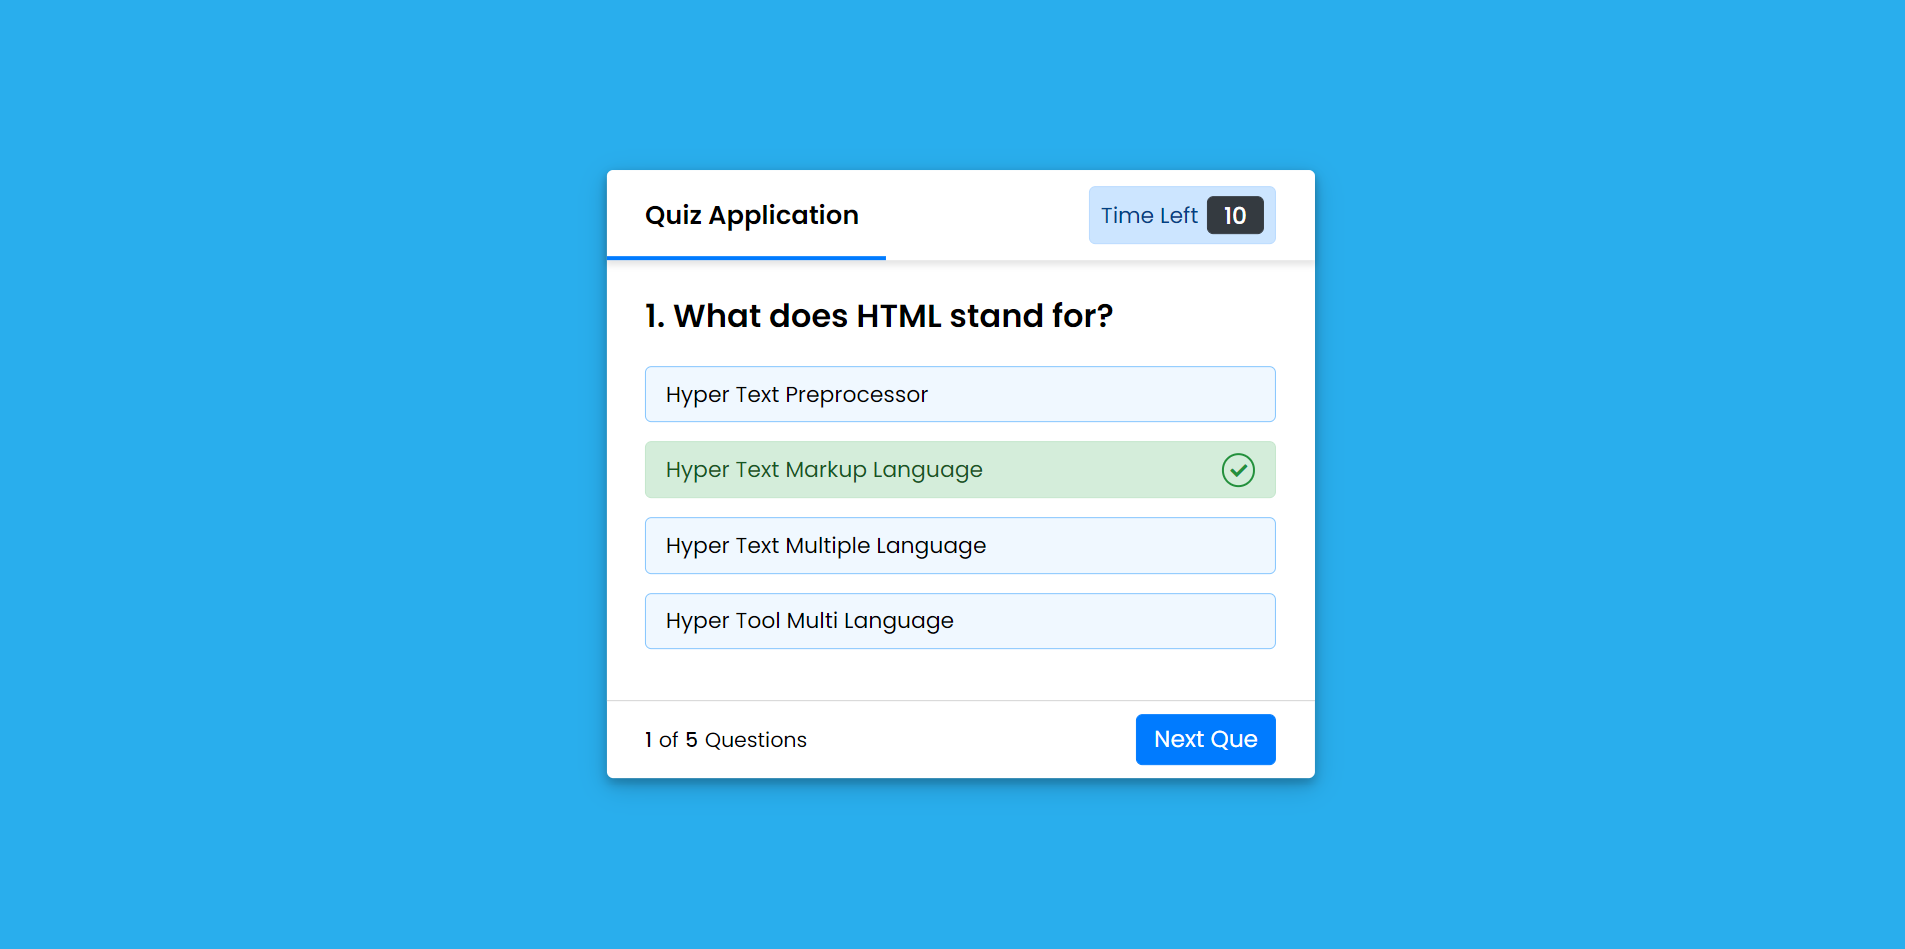 Quiz Application
Time Left 10
1. What does HTML stand for?
Hyper Text Preprocessor
Hyper Text Markup Language
Hyper Text Multiple Language
Hyper Tool Multi Language
1 of 5 Questions
Next Que